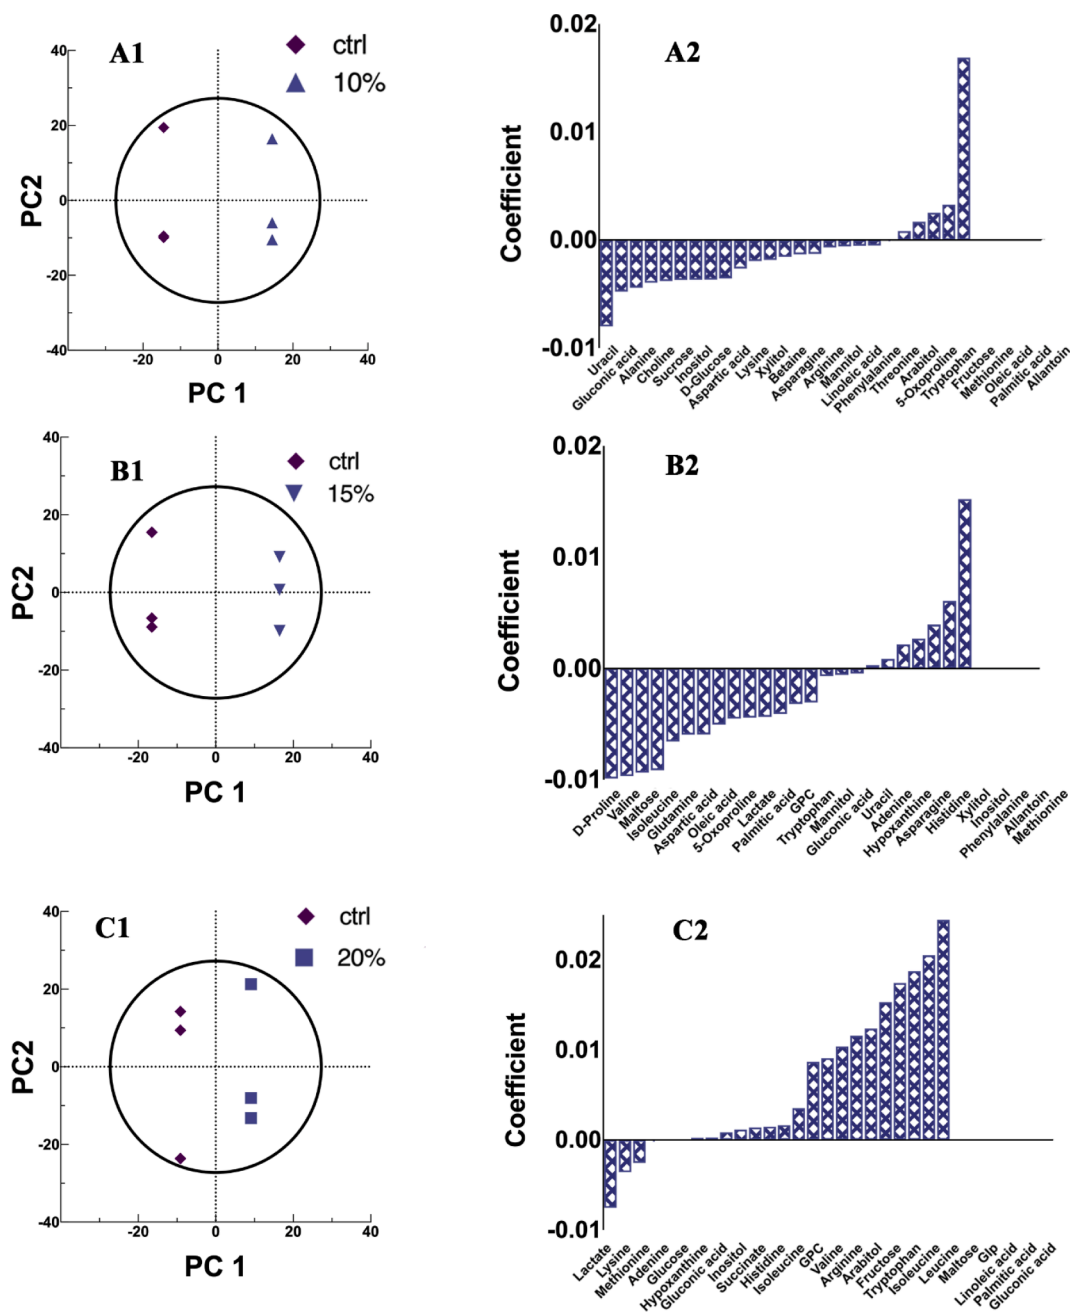 A1
ctrl
10%
40
20
0
-20
-40
-20
0
20
40
PC2
PC 1
A2
0.02
0.01
0.00
-0.01
Coefficient
Uracil
Gluconic acid
Alanine
Choline
Sucrose
Inositol
D-Glucose
Aspartic acid
Lysine
Xylitol
Betaine
Asparagine
Arginine
Mannitol
Linoleic acid
Phenylalanine
Threonine
Arabitol
5-Oxoproline
Tryptophan
Fructose
Methionine
Oleic acid
Palmitic acid
Allantoin
B1
ctrl
15%
40
20
0
-20
-40
-20
0
20
40
PC2
PC 1
B2
0.02
0.01
0.00
-0.01
Coefficient
D-Proline
Valine
Maltose
Isoleucine
Glutamine
Aspartic acid
Oleic acid
5-Oxoproline
Lactate
Palmitic acid
GPC
Tryptophan
Mannitol
Gluconic acid
Uracil
Adenine
Hypoxanthine
Asparagine
Histidine
Xylitol
Inositol
Phenylalanine
Allantoin
Methionine
C1
ctrl
20%
40
20
0
-20
-40
-20
0
20
40
PC2
PC 1
C2
0.02
0.01
0.00
-0.01
Coefficient
Lactate
Lysine
Methionine
Adenine
Glucose
Hypoxanthine
Gluconic acid
Inositol
Succinate
Histidine
Isoleucine
GPC
Valine
Arginine
Arabitol
Fructose
Tryptophan
Isoleucine
Leucine
Maltose
Glp
Linoleic acid
Palmitic acid
Gluconic acid